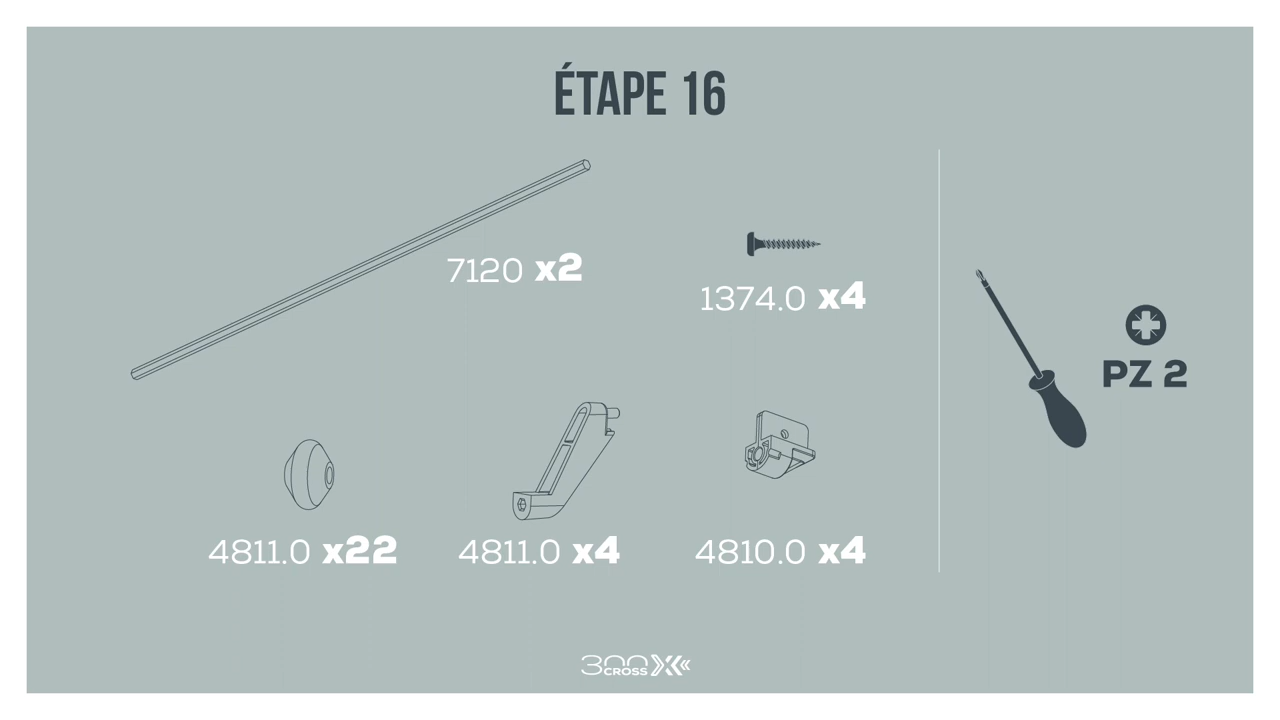 ÉTAPE 16
7120 x2
1374.0 x4
PZ 2
4811.0 x22
4811.0 x4
4810.0 x4
300 CROSS